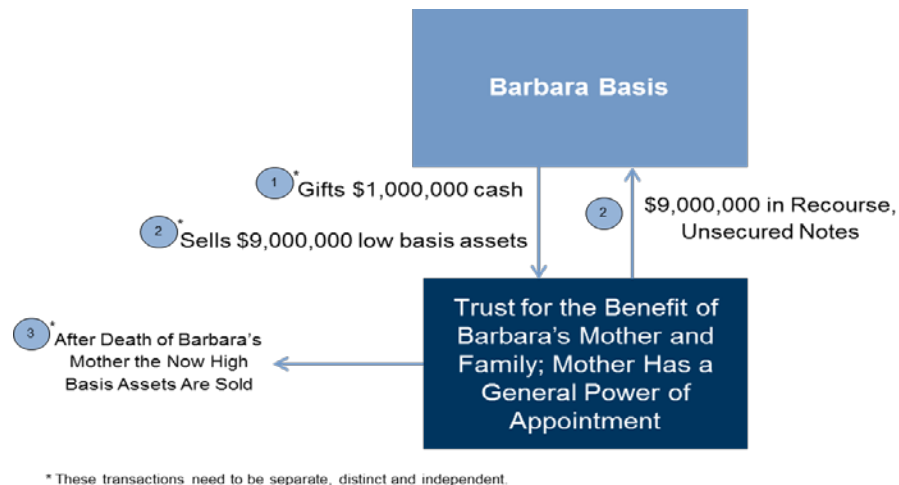 Barbara Basis
1 * Gifts $1,000,000 cash
2 * Sells $9,000,000 low basis assets
2 $9,000,000 in Recourse,
Unsecured Notes
Trust for the Benefit of
Barbara's Mother and
Family; Mother Has a
General Power of
Appointment
3 * After Death of Barbara's
Mother the Now High
Basis Assets Are Sold
* These transactions need to be separate, distinct and independent.